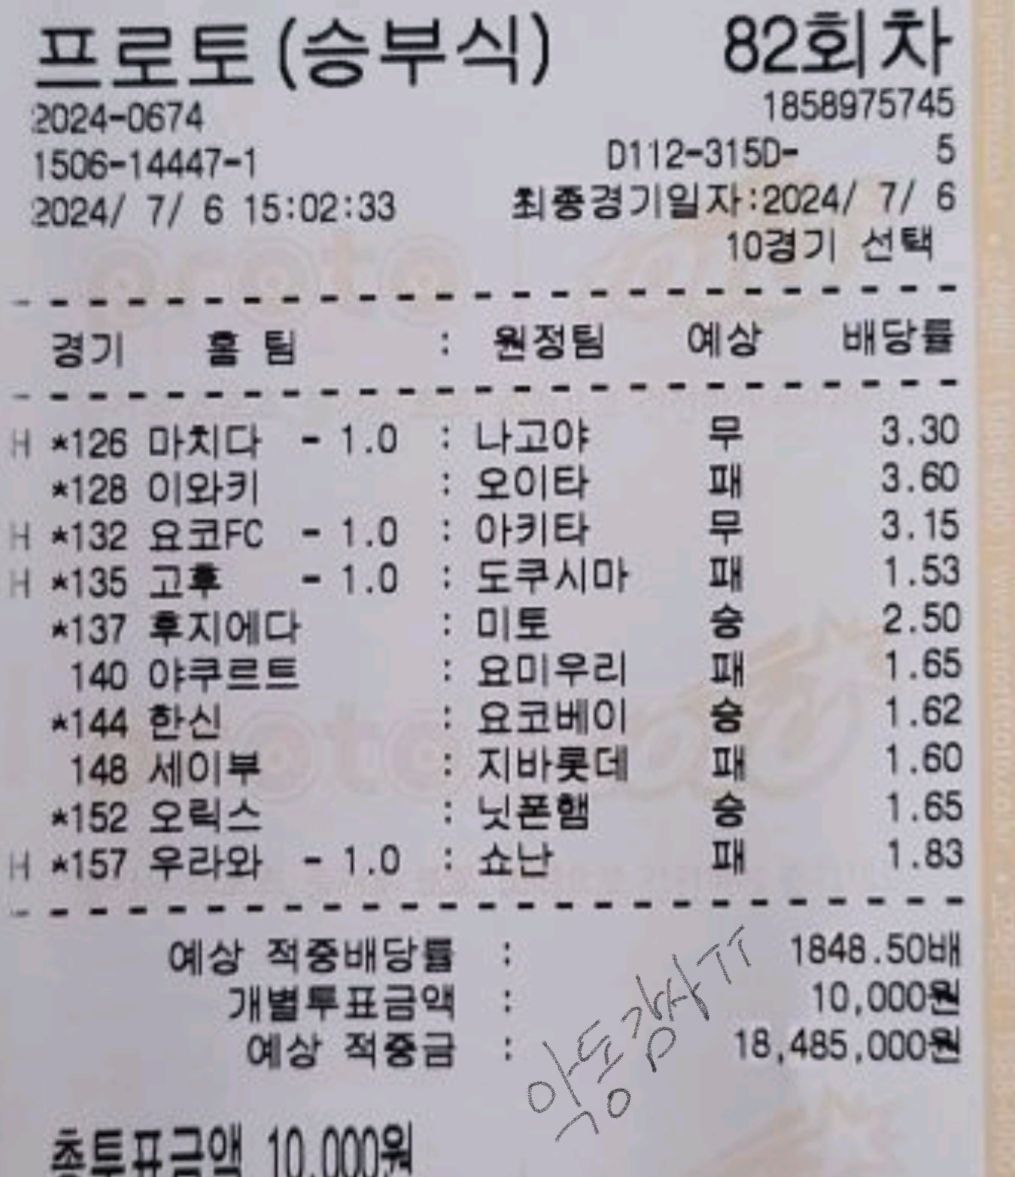 프로토(승부식) 82회차
2024-0674 1858975745
1506-14447-1 D112-315D- 5
2024/ 7/ 6 15:02:33 최종경기일자:2024/ 7/ 6
10경기 선택
경기 홈 팀 : 원정팀 예상 배당률
H *126 마치다 - 1.0 : 나고야 무 3.30
*128 이와키 : 오이타 패 3.60
H *132 요코FC - 1.0 : 아키타 무 3.15
H *135 고후 - 1.0 : 도쿠시마 패 1.53
*137 후지에다 : 미토 승 2.50
140 야쿠르트 : 요미우리 패 1.65
*144 한신 : 요코베이 승 1.62
148 세이부 : 지바롯데 패 1.60
*152 오릭스 : 닛폰햄 승 1.65
H *157 우라와 - 1.0 : 쇼난 패 1.83
예상 적중배당률 : 1848.50배
개별투표금액 : 10,000원
예상 적중금 : 18,485,000원
악동감사ㅠㅠ
총투표금액 10,000원